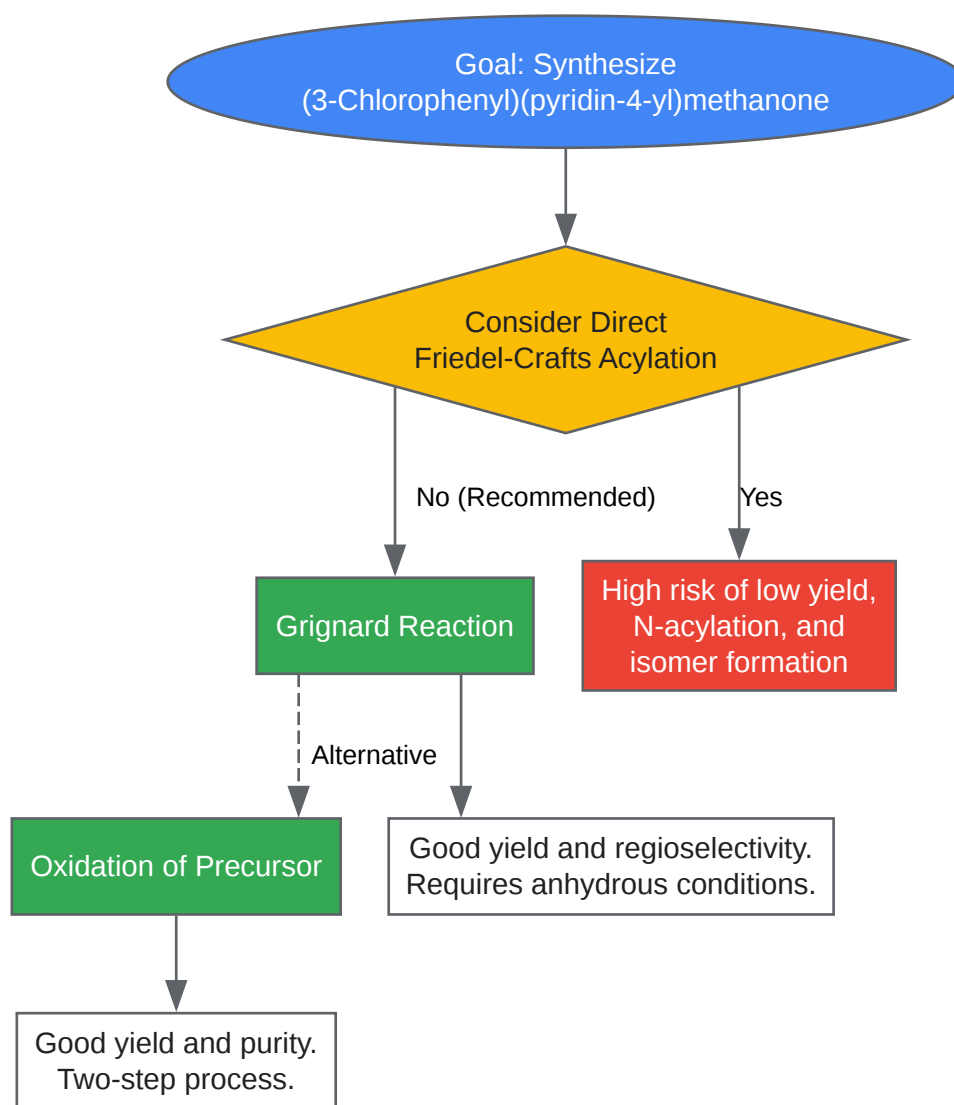 Goal: Synthesize
(3-Chlorophenyl)(pyridin-4-yl)methanone
Consider Direct
Friedel-Crafts Acylation
No (Recommended)
Yes
Grignard Reaction
High risk of low yield,
N-acylation, and
isomer formation
Alternative
Oxidation of Precursor
Good yield and regioselectivity.
Requires anhydrous conditions.
Good yield and purity.
Two-step process.